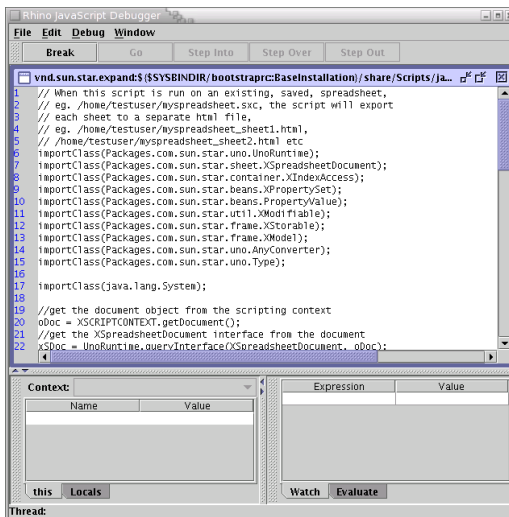 Rhino JavaScript Debugger
File Edit Debug Window
Break Go Step Into Step Over Step Out
vnd.sun.star.expand:$($SYSBINDIR/bootstraprc::BaseInstallation)/share/Scripts/ja...
1 // When this script is run on an existing, saved, spreadsheet,
2 // eg. /home/testuser/myspreadsheet.sxc, the script will export
3 // each sheet to a separate html file,
4 // eg. /home/testuser/myspreadsheet_sheet1.html,
5 // /home/testuser/myspreadsheet_sheet2.html etc
6 importClass(Packages.com.sun.star.uno.UnoRuntime);
7 importClass(Packages.com.sun.star.sheet.XSpreadsheetDocument);
8 importClass(Packages.com.sun.star.container.XIndexAccess);
9 importClass(Packages.com.sun.star.beans.XPropertySet);
10 importClass(Packages.com.sun.star.beans.PropertyValue);
11 importClass(Packages.com.sun.star.util.XModifiable);
12 importClass(Packages.com.sun.star.frame.XStorable);
13 importClass(Packages.com.sun.star.frame.XModel);
14 importClass(Packages.com.sun.star.uno.AnyConverter);
15 importClass(Packages.com.sun.star.uno.Type);
16
17 importClass(java.lang.System);
18
19 //get the document object from the scripting context
20 oDoc = XSCRIPTCONTEXT.getDocument();
21 //get the XSpreadsheetDocument interface from the document
22 xSDoc = UnoRuntime.queryInterface(XSpreadsheetDocument, oDoc);
Context:
Name Value
this Locals
Expression Value
Watch Evaluate
Thread: